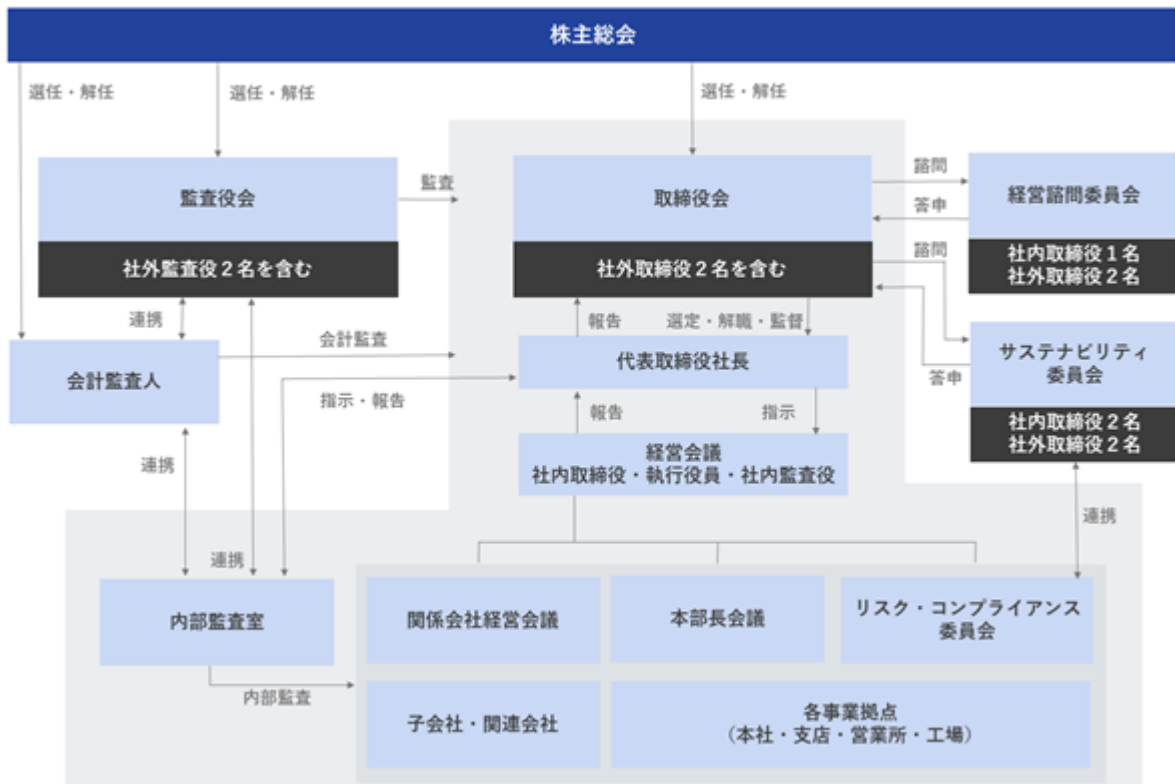 株主総会
選任・解任
選任・解任
選任・解任
監査役会
社外監査役２名を含む
監査
取締役会
社外取締役２名を含む
諮問
答申
経営諮問委員会
社内取締役１名
社外取締役２名
諮問
答申
サステナビリティ
委員会
社内取締役２名
社外取締役２名
連携
会計監査人
会計監査
指示・報告
報告
選定・解職・監督
代表取締役社長
報告
指示
経営会議
社内取締役・執行役員・社内監査役
連携
連携
連携
内部監査室
内部監査
関係会社経営会議
本部長会議
リスク・コンプライアンス
委員会
子会社・関連会社
各事業拠点
（本社・支店・営業所・工場）